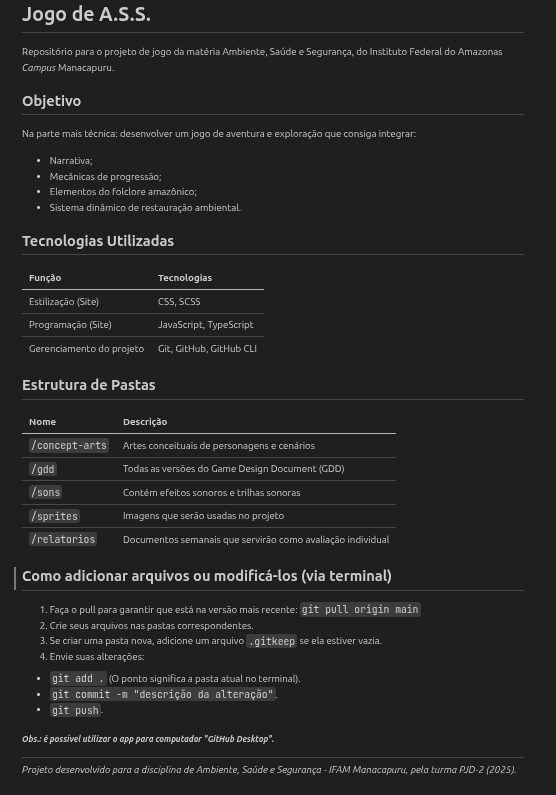 Jogo de A.S.S.
Repositório para o projeto de jogo da matéria Ambiente, Saúde e Segurança, do Instituto Federal do Amazonas
Campus Manacapuru.
Objetivo
Na parte mais técnica: desenvolver um jogo de aventura e exploração que consiga integrar:
• Narrativa;
• Mecânicas de progressão;
• Elementos do folclore amazônico;
• Sistema dinâmico de restauração ambiental.
Tecnologias Utilizadas
Função Tecnologias
Estilização (Site) CSS, SCSS
Programação (Site) JavaScript, TypeScript
Gerenciamento do projeto Git, GitHub, GitHub CLI
Estrutura de Pastas
Nome Descrição
/concept-arts Artes conceituais de personagens e cenários
/gdd Todas as versões do Game Design Document (GDD)
/sons Contém efeitos sonoros e trilhas sonoras
/sprites Imagens que serão usadas no projeto
/relatorios Documentos semanais que servirão como avaliação individual
Como adicionar arquivos ou modificá-los (via terminal)
1. Faça o pull para garantir que está na versão mais recente: git pull origin main
2. Crie seus arquivos nas pastas correspondentes.
3. Se criar uma pasta nova, adicione um arquivo .gitkeep se ela estiver vazia.
4. Envie suas alterações:
• git add . (O ponto significa a pasta atual no terminal).
• git commit -m "descrição da alteração".
• git push.
Obs.: é possível utilizar o app para computador "GitHub Desktop".
Projeto desenvolvido para a disciplina de Ambiente, Saúde e Segurança - IFAM Manacapuru, pela turma PJD-2 (2025).